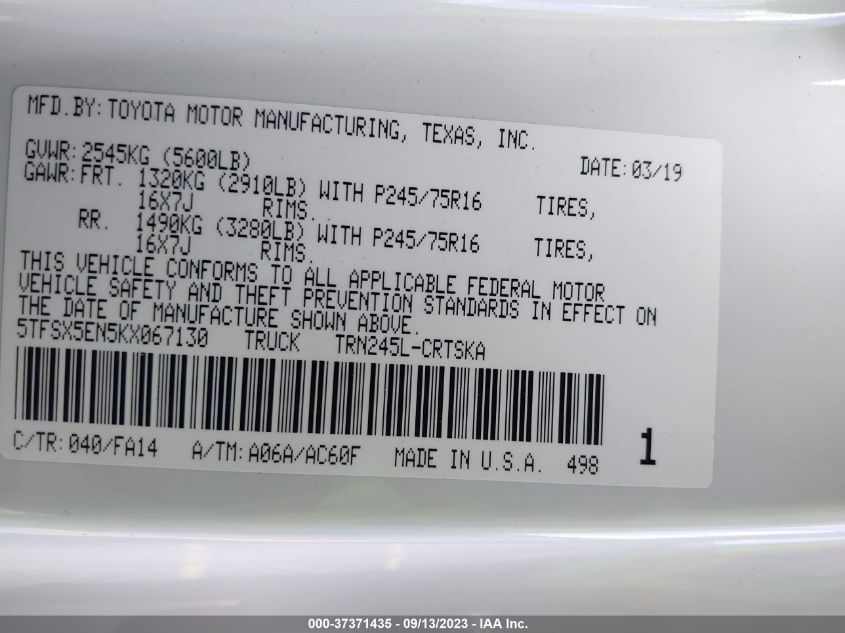 MFD.BY: TOYOTA MOTOR MANUFACTURING, TEXAS, INC.
GVWR: 2545KG (5600LB) DATE: 03/19
GAWR: FRT. 1320KG (2910LB) WITH P245/75R16 TIRES,
16X7J RIMS.
RR. 1490KG (3280LB) WITH P245/75R16 TIRES,
16X7J RIMS.
THIS VEHICLE CONFORMS TO ALL APPLICABLE FEDERAL MOTOR
VEHICLE SAFETY AND THEFT PREVENTION STANDARDS IN EFFECT ON
THE DATE OF MANUFACTURE SHOWN ABOVE.
5TFSX5EN5KX067130 TRUCK TRN245L-CRTSKA
C/TR: 040/FA14 A/TM: A06A/AC60F MADE IN U.S.A. 498 1
000-37371435 - 09/13/2023 - IAA Inc.